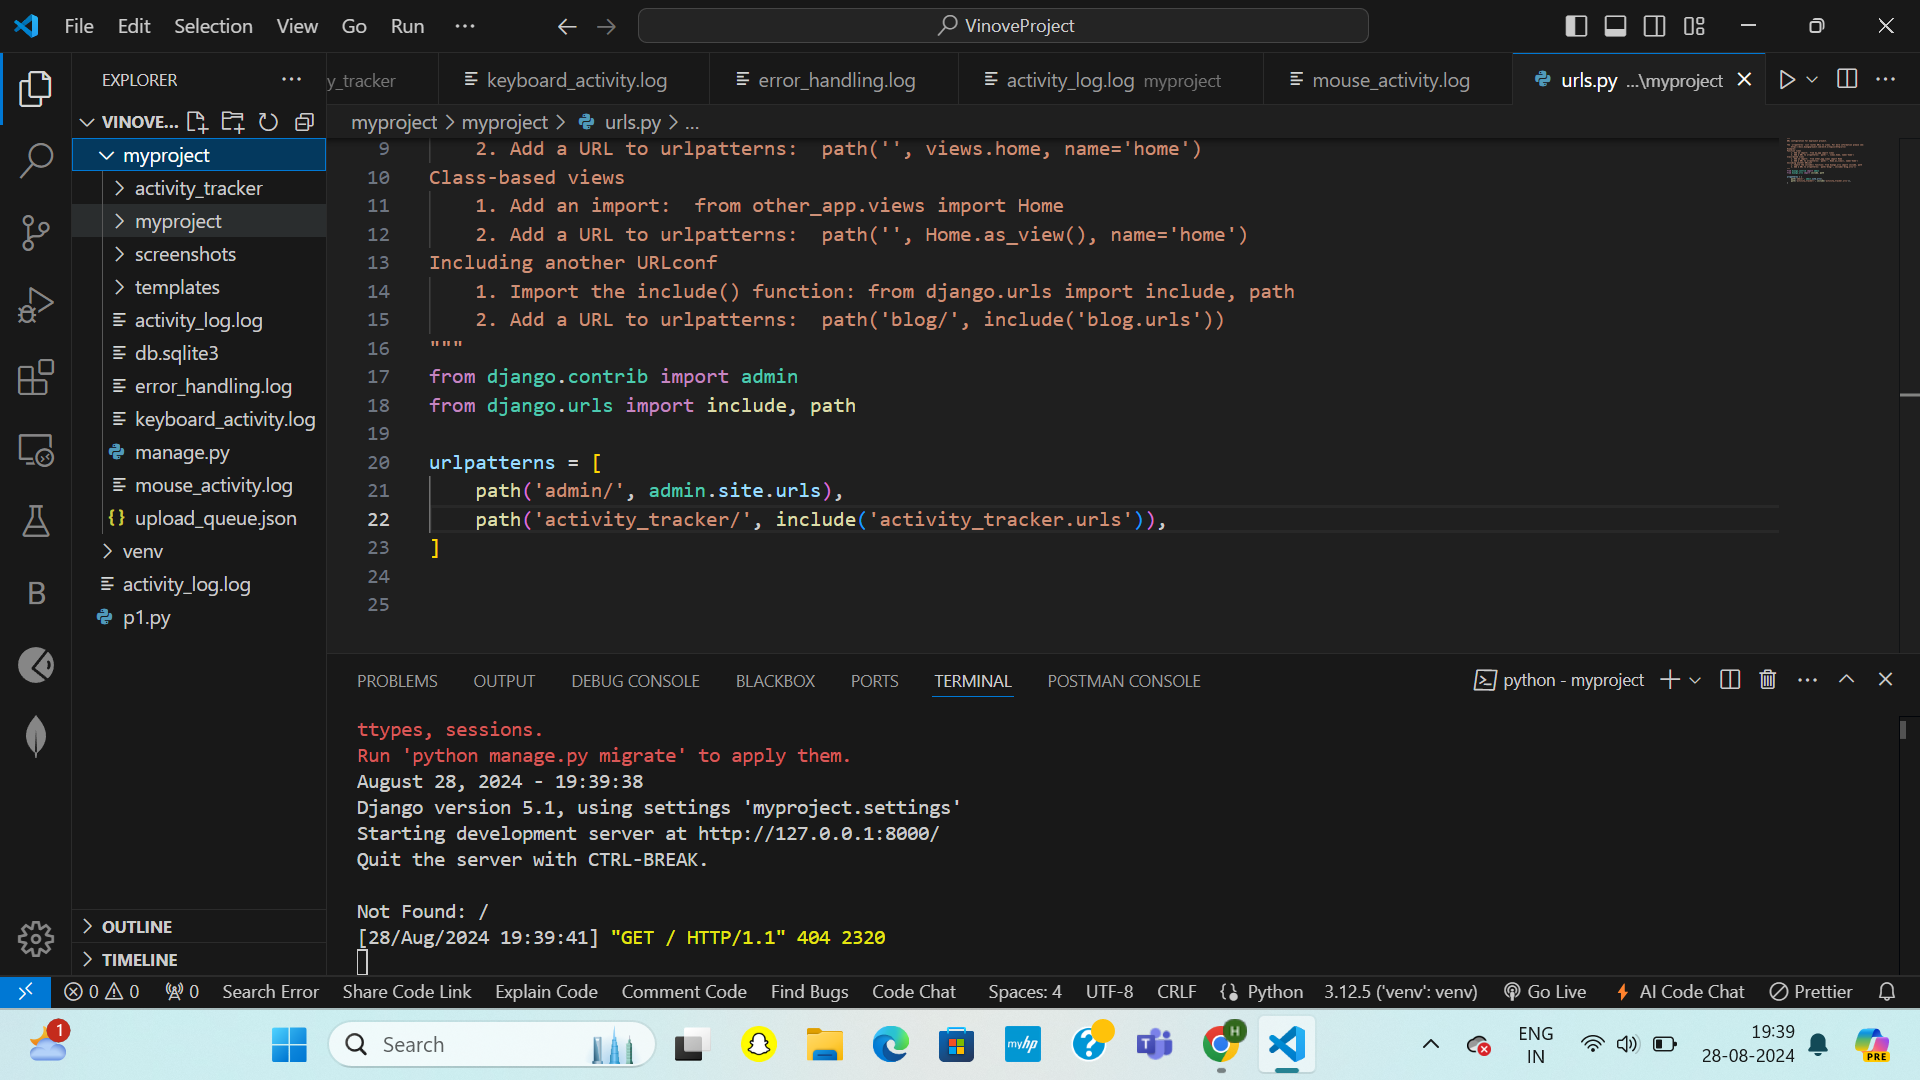 File Edit Selection View Go Run ...
VinoveProject
EXPLORER
VINOVE...
myproject
activity_tracker
myproject
screenshots
templates
activity_log.log
db.sqlite3
error_handling.log
keyboard_activity.log
manage.py
mouse_activity.log
{} upload_queue.json
venv
activity_log.log
p1.py
OUTLINE
TIMELINE
y_tracker keyboard_activity.log error_handling.log activity_log.log myproject mouse_activity.log urls.py ...\myproject
myproject > myproject > urls.py > ...
9 2. Add a URL to urlpatterns:  path('', views.home, name='home')
10 Class-based views
11 1. Add an import:  from other_app.views import Home
12 2. Add a URL to urlpatterns:  path('', Home.as_view(), name='home')
13 Including another URLconf
14 1. Import the include() function: from django.urls import include, path
15 2. Add a URL to urlpatterns:  path('blog/', include('blog.urls'))
16 """
17 from django.contrib import admin
18 from django.urls import include, path
19
20 urlpatterns = [
21 path('admin/', admin.site.urls),
22 path('activity_tracker/', include('activity_tracker.urls')),
23 ]
24
25
PROBLEMS OUTPUT DEBUG CONSOLE BLACKBOX PORTS TERMINAL POSTMAN CONSOLE
python - myproject
ttypes, sessions.
Run 'python manage.py migrate' to apply them.
August 28, 2024 - 19:39:38
Django version 5.1, using settings 'myproject.settings'
Starting development server at http://127.0.0.1:8000/
Quit the server with CTRL-BREAK.
Not Found: /
[28/Aug/2024 19:39:41] "GET / HTTP/1.1" 404 2320
B
0 0 0 Search Error Share Code Link Explain Code Comment Code Find Bugs Code Chat Spaces: 4 UTF-8 CRLF Python 3.12.5 ('venv': venv) Go Live AI Code Chat Prettier
1
Search
myhp
H
ENG
IN
19:39
28-08-2024
PRE